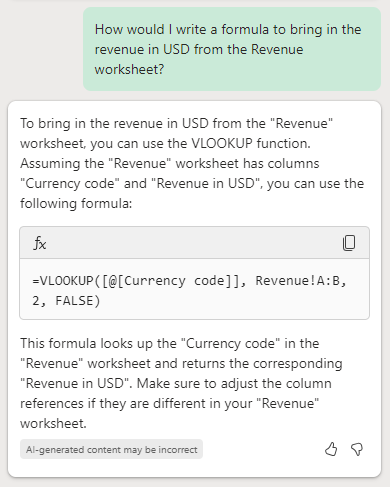 How would I write a formula to bring in the
revenue in USD from the Revenue
worksheet?
To bring in the revenue in USD from the "Revenue"
worksheet, you can use the VLOOKUP function.
Assuming the "Revenue" worksheet has columns
"Currency code" and "Revenue in USD", you can use the
following formula:
fx
=VLOOKUP([@[Currency code]], Revenue!A:B,
2, FALSE)
This formula looks up the "Currency code" in the
"Revenue" worksheet and returns the corresponding
"Revenue in USD". Make sure to adjust the column
references if they are different in your "Revenue"
worksheet.
AI-generated content may be incorrect